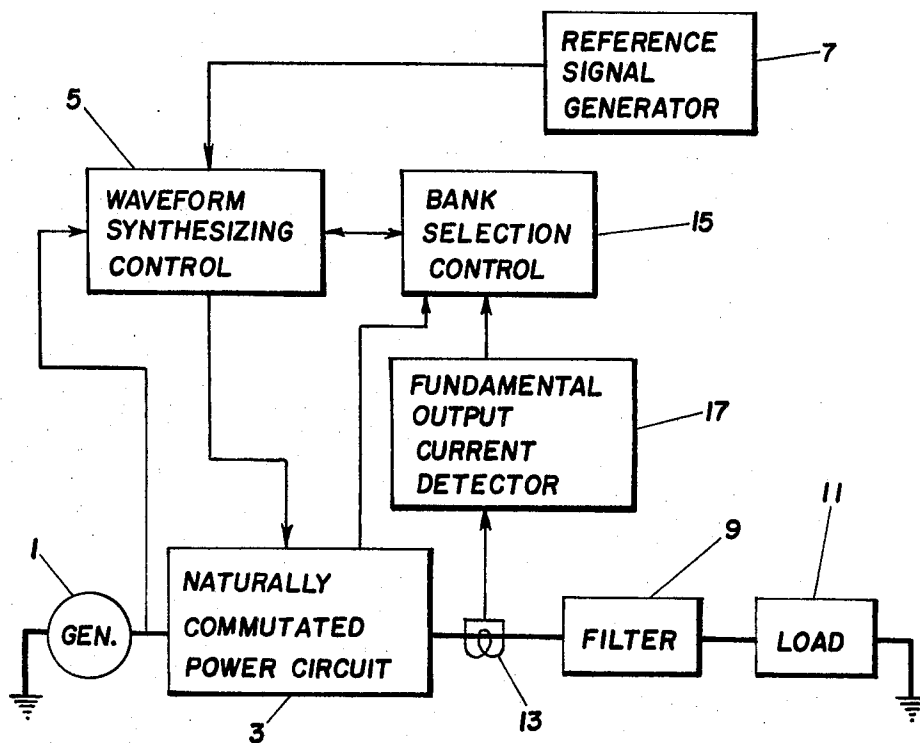 REFERENCE
SIGNAL
GENERATOR
7
5
WAVEFORM
SYNTHESIZING
CONTROL
BANK
SELECTION
CONTROL
15
FUNDAMENTAL
OUTPUT
CURRENT
DETECTOR
17
1
GEN.
NATURALLY
COMMUTATED
POWER CIRCUIT
3
13
9
FILTER
11
LOAD